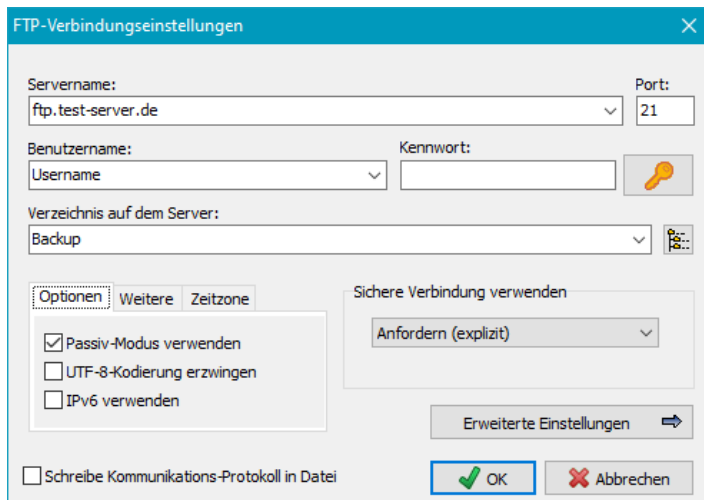 FTP-Verbindungseinstellungen
Servername: Port:
ftp.test-server.de 21
Benutzername: Kennwort:
Username
Verzeichnis auf dem Server:
Backup
Optionen Weitere Zeitzone
Sichere Verbindung verwenden
Passiv-Modus verwenden
Anfordern (explizit)
UTF-8-Kodierung erzwingen
IPv6 verwenden
Erweiterte Einstellungen
Schreibe Kommunikations-Protokoll in Datei
OK Abbrechen